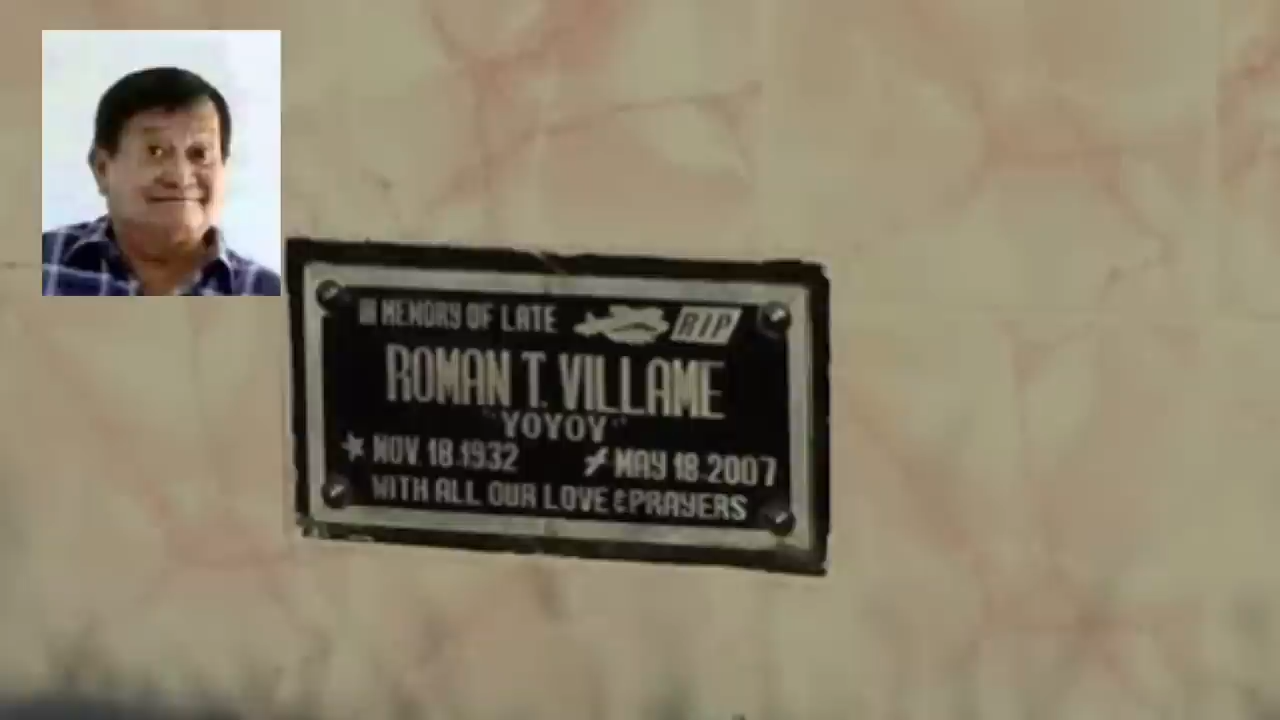 IN MEMORY OF LATE RIP
ROMAN T. VILLAME
"YOYOY"
NOV. 18.1932 MAY 18.2007
WITH ALL OUR LOVE & PRAYERS